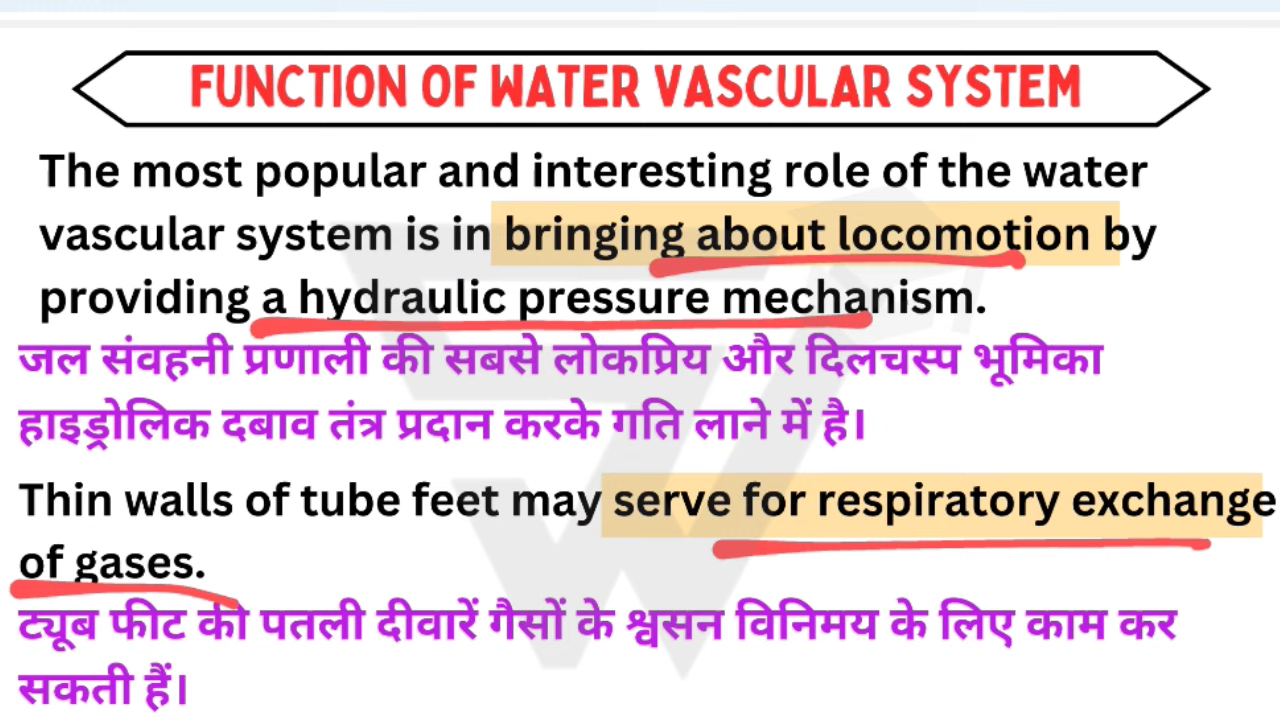 FUNCTION OF WATER VASCULAR SYSTEM
The most popular and interesting role of the water
vascular system is in bringing about locomotion by
providing a hydraulic pressure mechanism.
जल संवहनी प्रणाली की सबसे लोकप्रिय और दिलचस्प भूमिका
हाइड्रोलिक दबाव तंत्र प्रदान करके गति लाने में है।
Thin walls of tube feet may serve for respiratory exchange
of gases.
ट्यूब फीट की पतली दीवारें गैसों के श्वसन विनिमय के लिए काम कर
सकती हैं।